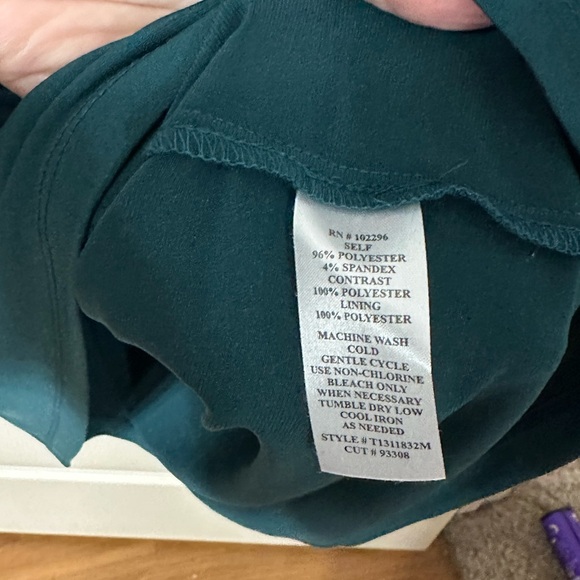 RN # 102296
SELF
96% POLYESTER
4% SPANDEX
CONTRAST
100% POLYESTER
LINING
100% POLYESTER
MACHINE WASH
COLD
GENTLE CYCLE
USE NON-CHLORINE
BLEACH ONLY
WHEN NECESSARY
TUMBLE DRY LOW
COOL IRON
AS NEEDED
STYLE # T1311832M
CUT # 93308